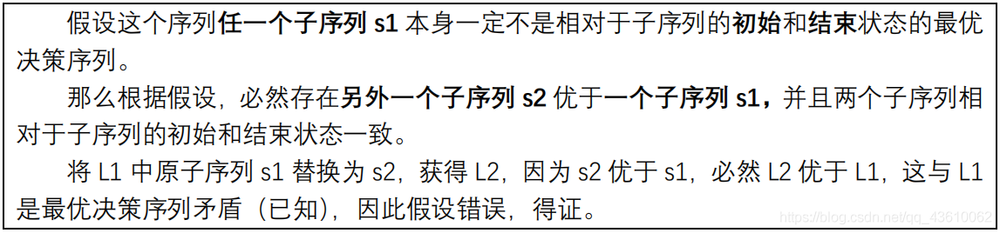 假设这个序列任一个子序列 s1 本身一定不是相对于子序列的初始和结束状态的最优
决策序列。
那么根据假设，必然存在另外一个子序列 s2 优于一个子序列 s1，并且两个子序列相
对于子序列的初始和结束状态一致。
将 L1 中原子序列 s1 替换为 s2，获得 L2，因为 s2 优于 s1，必然 L2 优于 L1，这与 L1
是最优决策序列矛盾（已知），因此假设错误，得证。
https://blog.csdn.net/qq_43610062